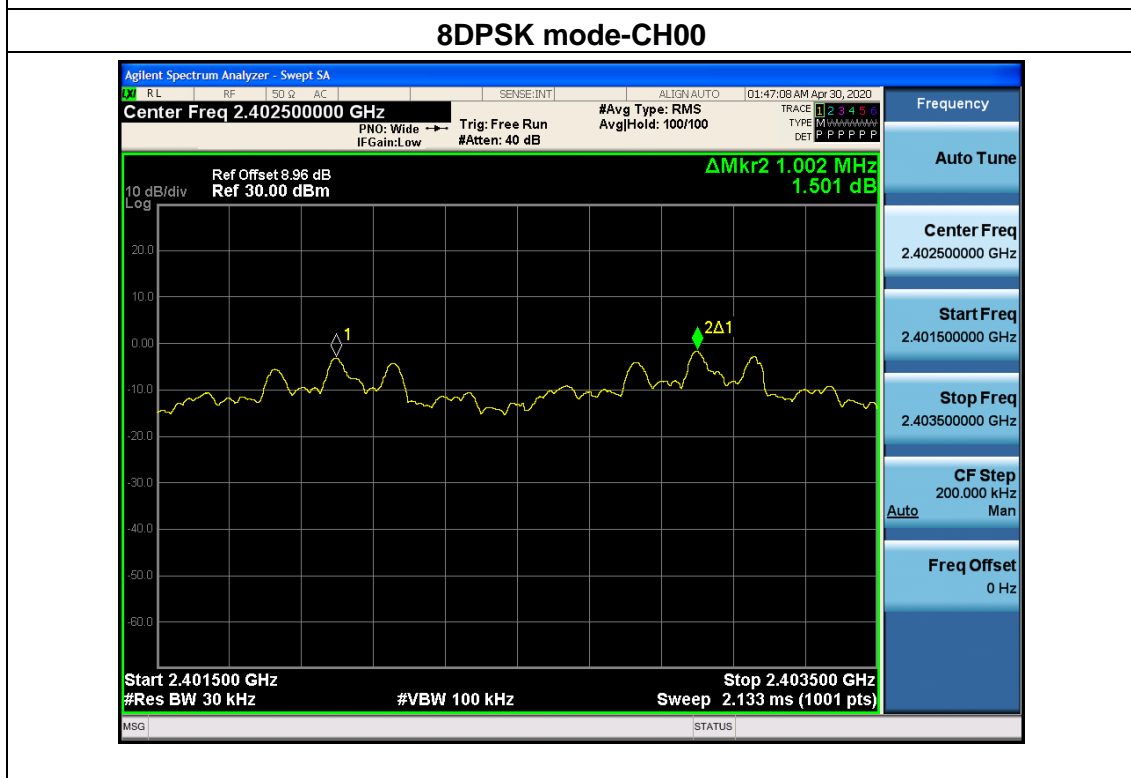 8DPSK mode-CH00
Agilent Spectrum Analyzer - Swept SA
LXI RL RF 50 Ω AC SENSE:INT ALIGN AUTO 01:47:08 AM Apr 30, 2020
Center Freq 2.402500000 GHz
PNO: Wide
IFGain:Low
Trig: Free Run
#Atten: 40 dB
#Avg Type: RMS
Avg|Hold: 100/100
TRACE 1 2 3 4 5 6
TYPE M W W W W W
DET P P P P P P
ΔMkr2 1.002 MHz
1.501 dB
Ref Offset 8.96 dB
10 dB/div Ref 30.00 dBm
Log
20.0
10.0
0.00
-10.0
-20.0
-30.0
-40.0
-50.0
-60.0
1
2Δ1
Start 2.401500 GHz Stop 2.403500 GHz
#Res BW 30 kHz #VBW 100 kHz Sweep 2.133 ms (1001 pts)
MSG STATUS
Frequency
Auto Tune
Center Freq
2.402500000 GHz
Start Freq
2.401500000 GHz
Stop Freq
2.403500000 GHz
CF Step
200.000 kHz
Auto Man
Freq Offset
0 Hz